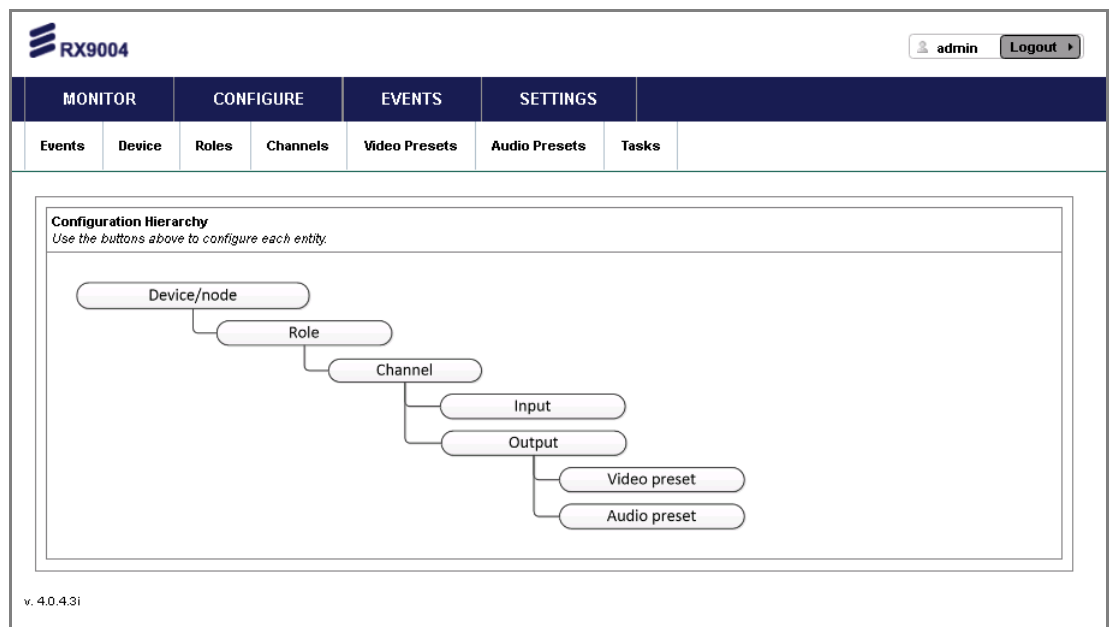 RX9004
admin Logout
MONITOR CONFIGURE EVENTS SETTINGS
Events Device Roles Channels Video Presets Audio Presets Tasks
Configuration Hierarchy
Use the buttons above to configure each entity.
Device/node
Role
Channel
Input
Output
Video preset
Audio preset
v. 4.0.4.3i